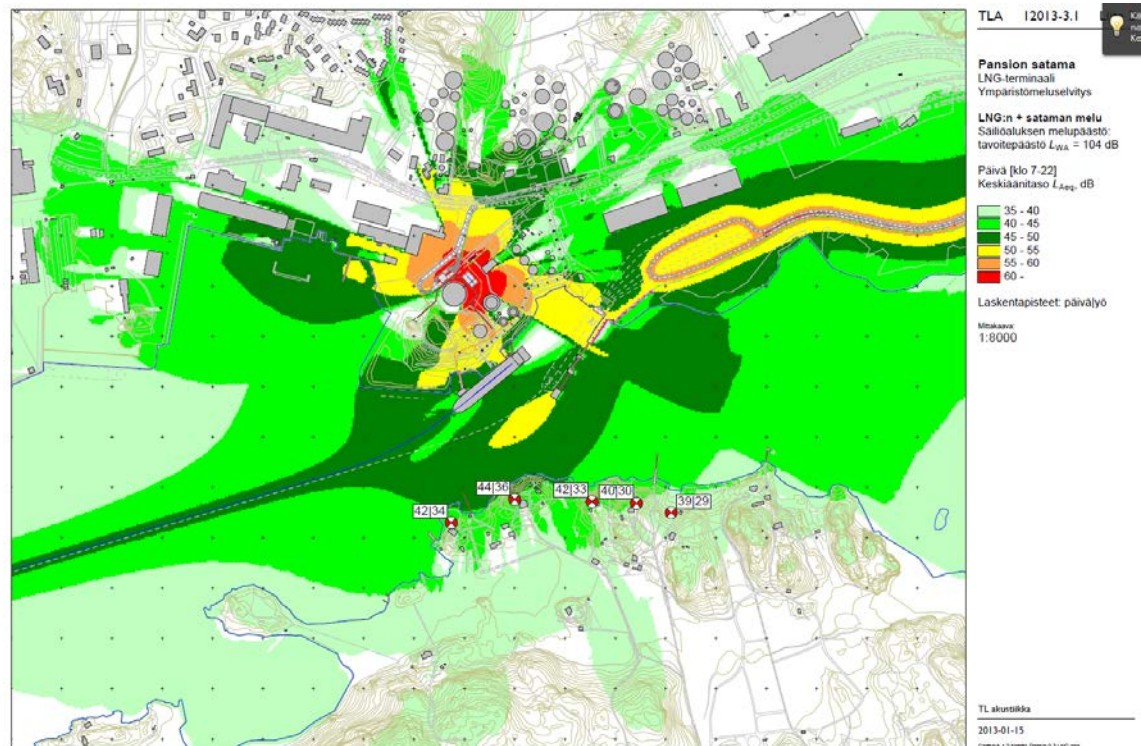 TLA 12013-3.1
Pansion satama
LNG-terminaali
Ympäristömeluselvitys
LNG:n + sataman melu
Säiliöaluksen melupäästö:
tavoitepäästö LWA = 104 dB
Päivä [klo 7-22]
Keskiäänitaso LAeq, dB
35 - 40
40 - 45
45 - 50
50 - 55
55 - 60
60 -
Laskentapisteet: päivä|yö
Mittakaava:
1:8000
44|36
42|33
40|30
39|29
42|34
TL akustiikka
2013-01-15